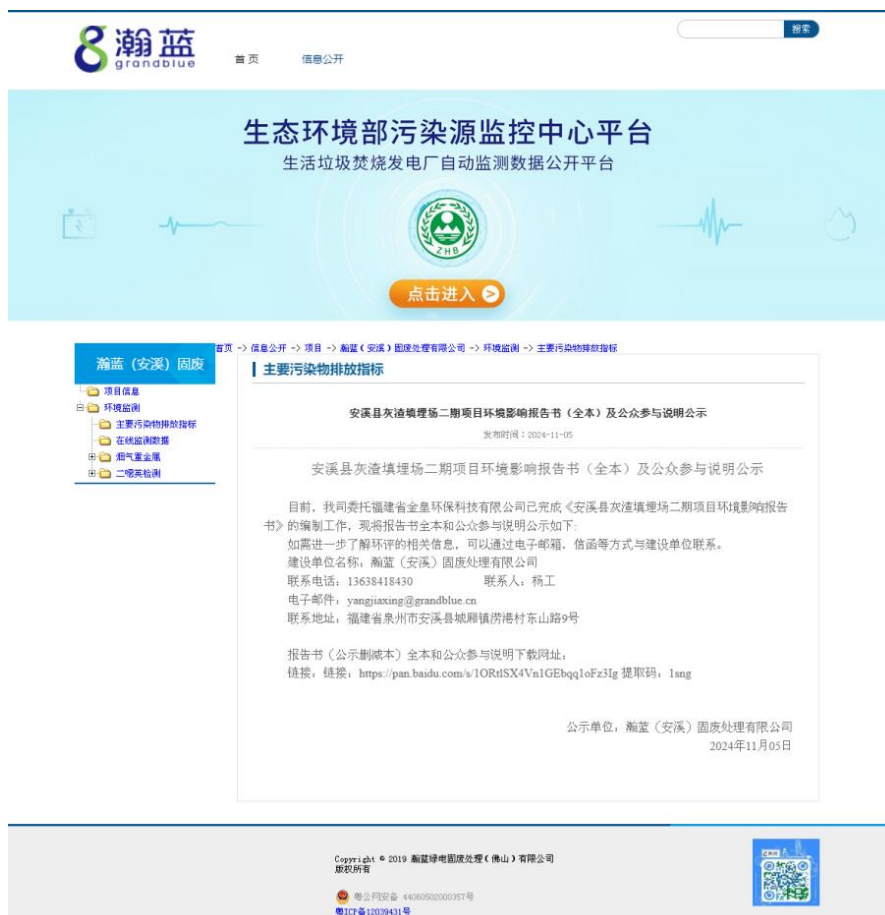 瀚蓝
grandblue
首页 信息公开
搜索
生态环境部污染源监控中心平台
生活垃圾焚烧发电厂自动监测数据公开平台
ZHB
点击进入
首页 -> 信息公开 -> 项目 -> 瀚蓝(安溪)固废处理有限公司 -> 环境监测 -> 主要污染物排放指标
瀚蓝（安溪）固废
项目信息
环境监测
主要污染物排放指标
在线监测数据
烟气重金属
二噁英检测
主要污染物排放指标
安溪县灰渣填埋场二期项目环境影响报告书（全本）及公众参与说明公示
发布时间：2024-11-05
安溪县灰渣填埋场二期项目环境影响报告书（全本）及公众参与说明公示
目前，我司委托福建省金皇环保科技有限公司已完成《安溪县灰渣填埋场二期项目环境影响报告
书》的编制工作，现将报告书全本和公众参与说明公示如下:
如需进一步了解环评的相关信息，可以通过电子邮箱、信函等方式与建设单位联系。
建设单位名称：瀚蓝（安溪）固废处理有限公司
联系电话：13638418430 联系人：杨工
电子邮件：yangjiaxing@grandblue.cn
联系地址：福建省泉州市安溪县城厢镇涝港村东山路9号
报告书（公示删减本）全本和公众参与说明下载网址：
链接：链接：https://pan.baidu.com/s/1ORtlSX4Vn1GEbqq1oFz3Ig 提取码：1sng
公示单位：瀚蓝（安溪）固废处理有限公司
2024年11月05日
Copyright © 2019 瀚蓝绿电固废处理(佛山)有限公司
版权所有
粤公网安备 44060502000357号
粤ICP备12039431号